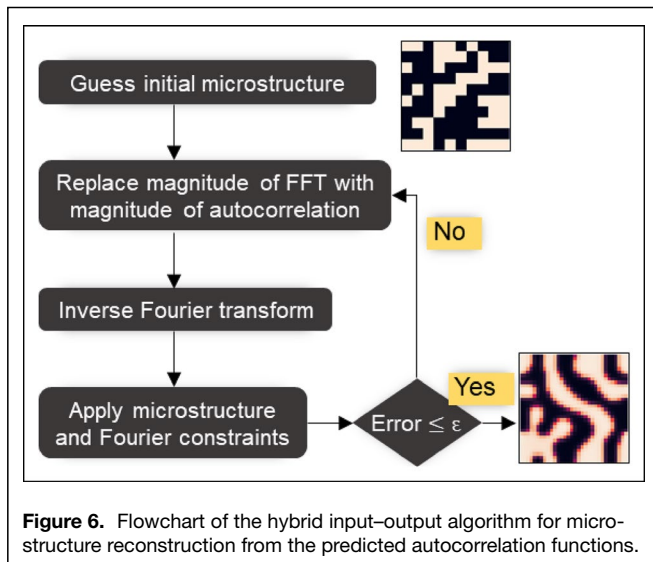 Guess initial microstructure
Replace magnitude of FFT with
magnitude of autocorrelation
No
Inverse Fourier transform
Apply microstructure
and Fourier constraints
Error ≤ ε
Yes
Figure 6. Flowchart of the hybrid input–output algorithm for micro-
structure reconstruction from the predicted autocorrelation functions.